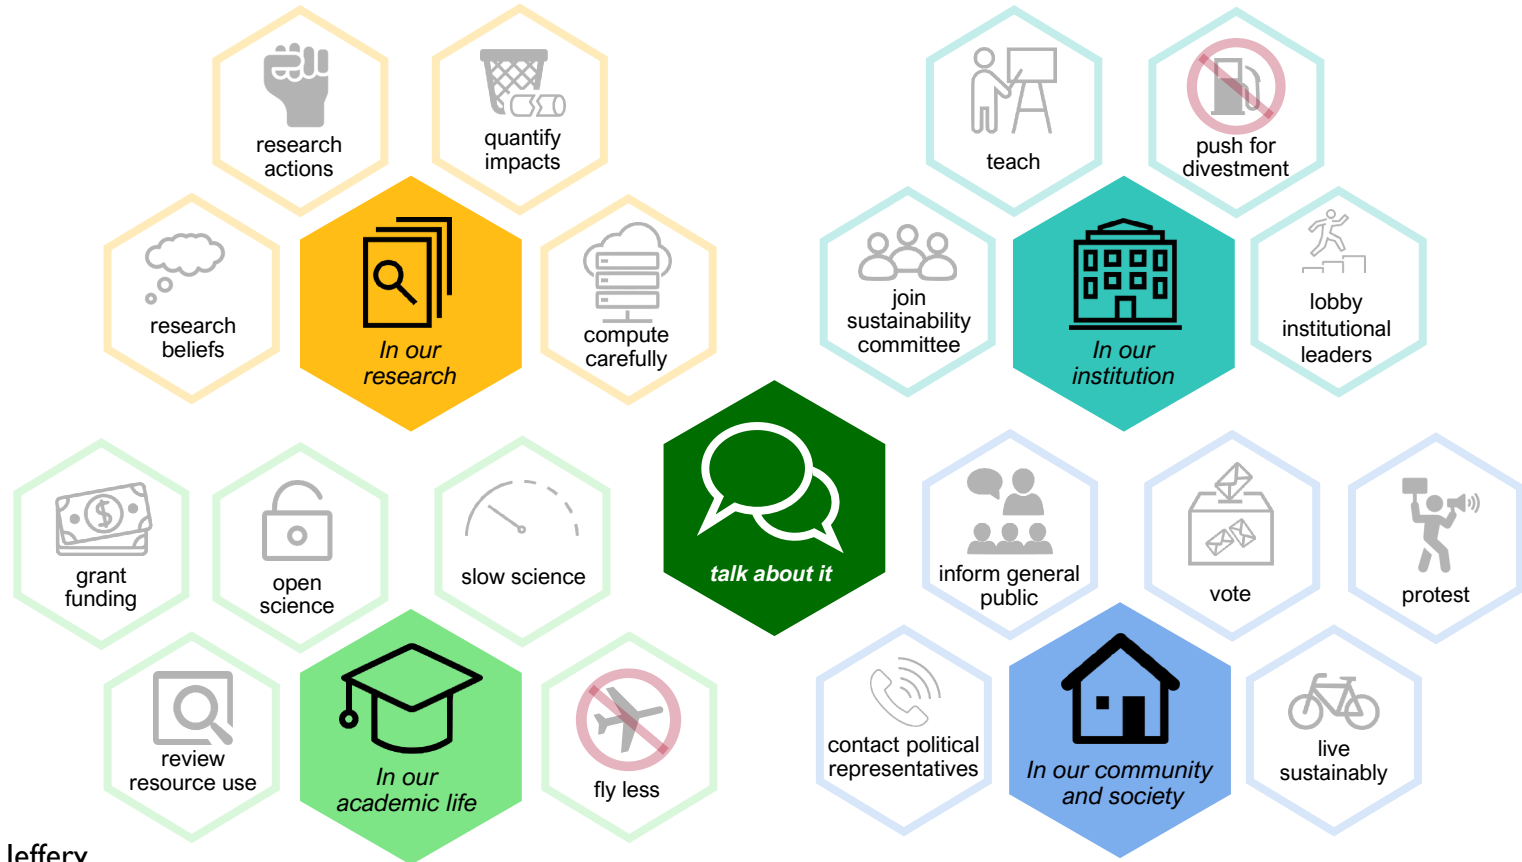 research
actions
quantify
impacts
research
beliefs
compute
carefully
In our
research
teach
push for
divestment
join
sustainability
committee
lobby
institutional
leaders
In our
institution
talk about it
grant
funding
open
science
slow science
review
resource use
fly less
In our
academic life
inform general
public
vote
protest
contact political
representatives
live
sustainably
In our community
and society
$